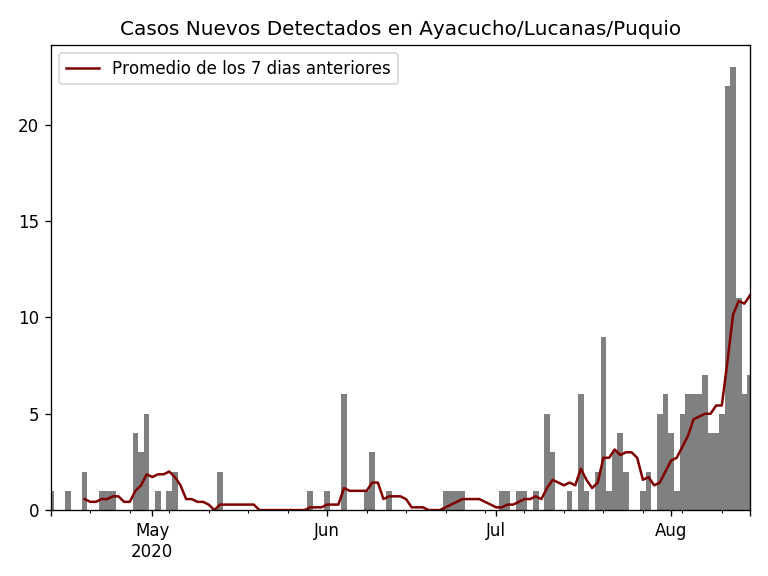 Casos Nuevos Detectados en Ayacucho/Lucanas/Puquio
Promedio de los 7 dias anteriores
20
15
10
5
0
May Jun Jul Aug
2020